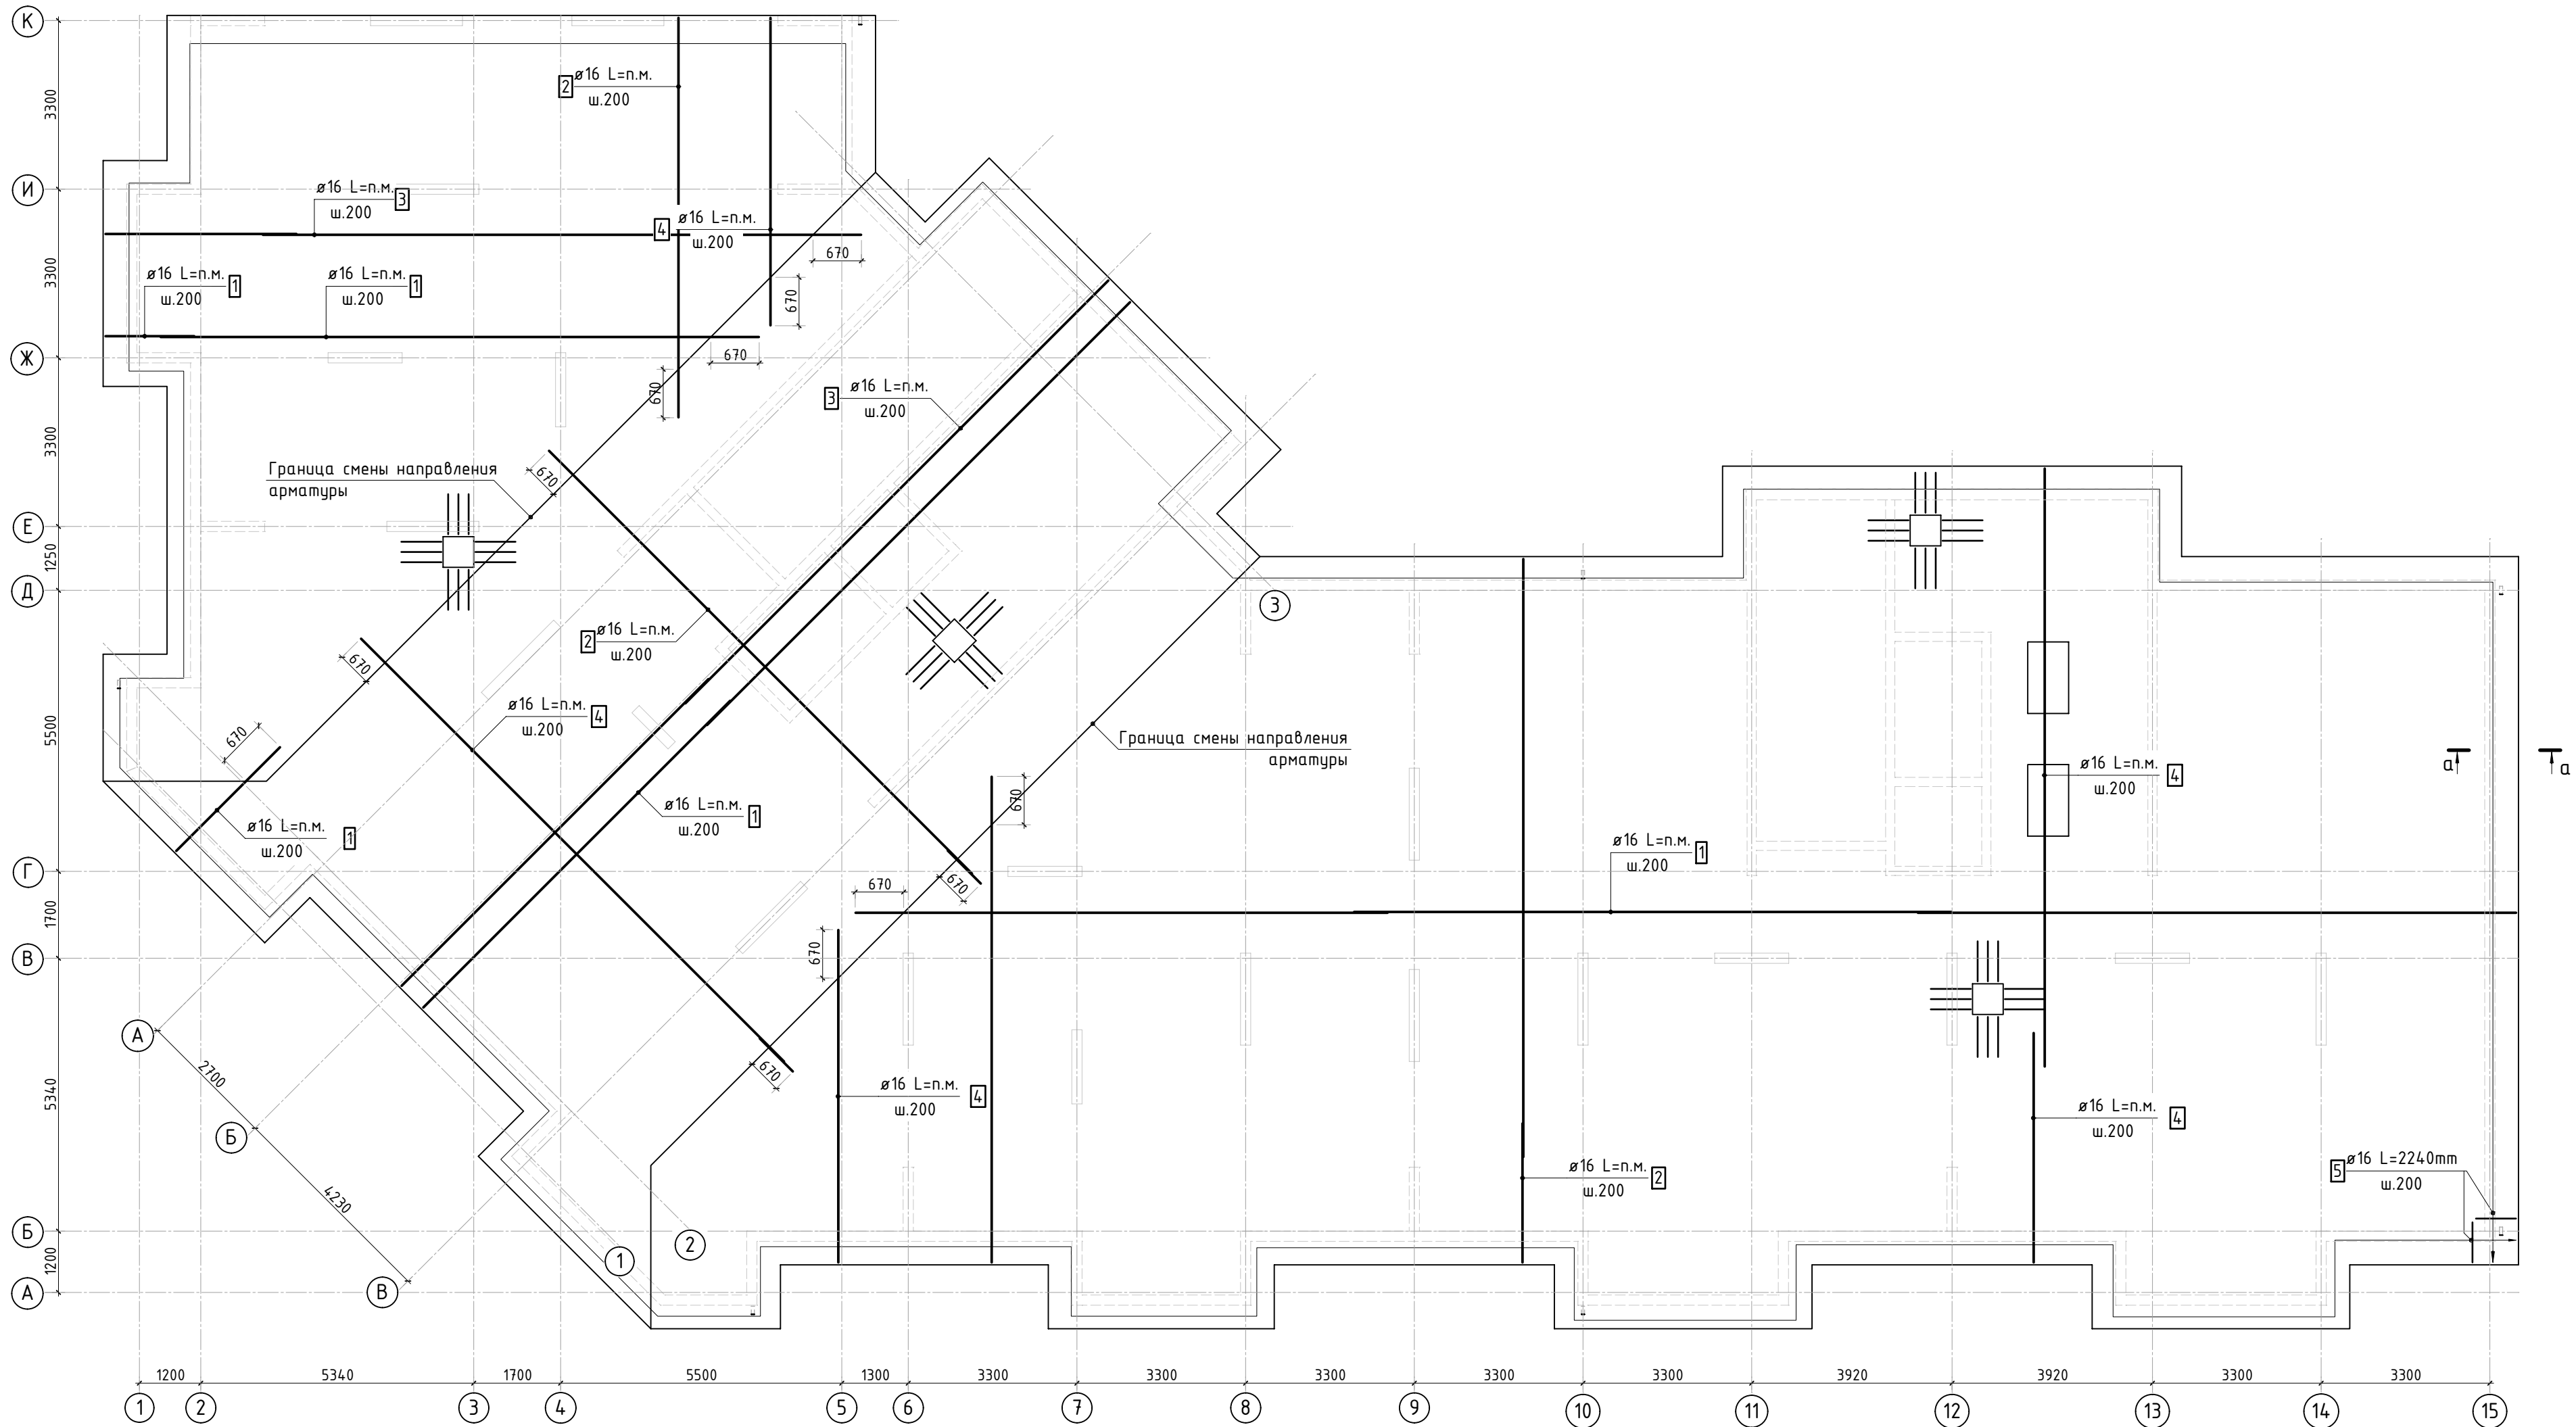 К
3300
2
ø16 L=п.м.
ш.200
И
ø16 L=п.м.
3
ш.200
4
ø16 L=п.м.
ш.200
670
3300
ø16 L=п.м.
1
ш.200
ø16 L=п.м.
1
ш.200
670
670
Ж
670
3
ø16 L=п.м.
ш.200
3300
Граница смены направления
арматуры
670
Е
1250
Д
3
2
ø16 L=п.м.
ш.200
670
ø16 L=п.м.
4
ш.200
5500
670
Граница смены направления
арматуры
а
а
ø16 L=п.м.
4
ш.200
670
ø16 L=п.м.
1
ш.200
ø16 L=п.м.
1
ш.200
ø16 L=п.м.
1
ш.200
Г
670
670
1700
В
670
А
2700
670
5340
ø16 L=п.м.
4
ш.200
ø16 L=п.м.
4
ш.200
Б
4230
ø16 L=п.м.
2
ш.200
5
ø16 L=2240mm
ш.200
Б
2
1
1200
А
В
1200
5340
1700
5500
1300
3300
3300
3300
3300
3300
3920
3920
3300
3300
1
2
3
4
5
6
7
8
9
10
11
12
13
14
15